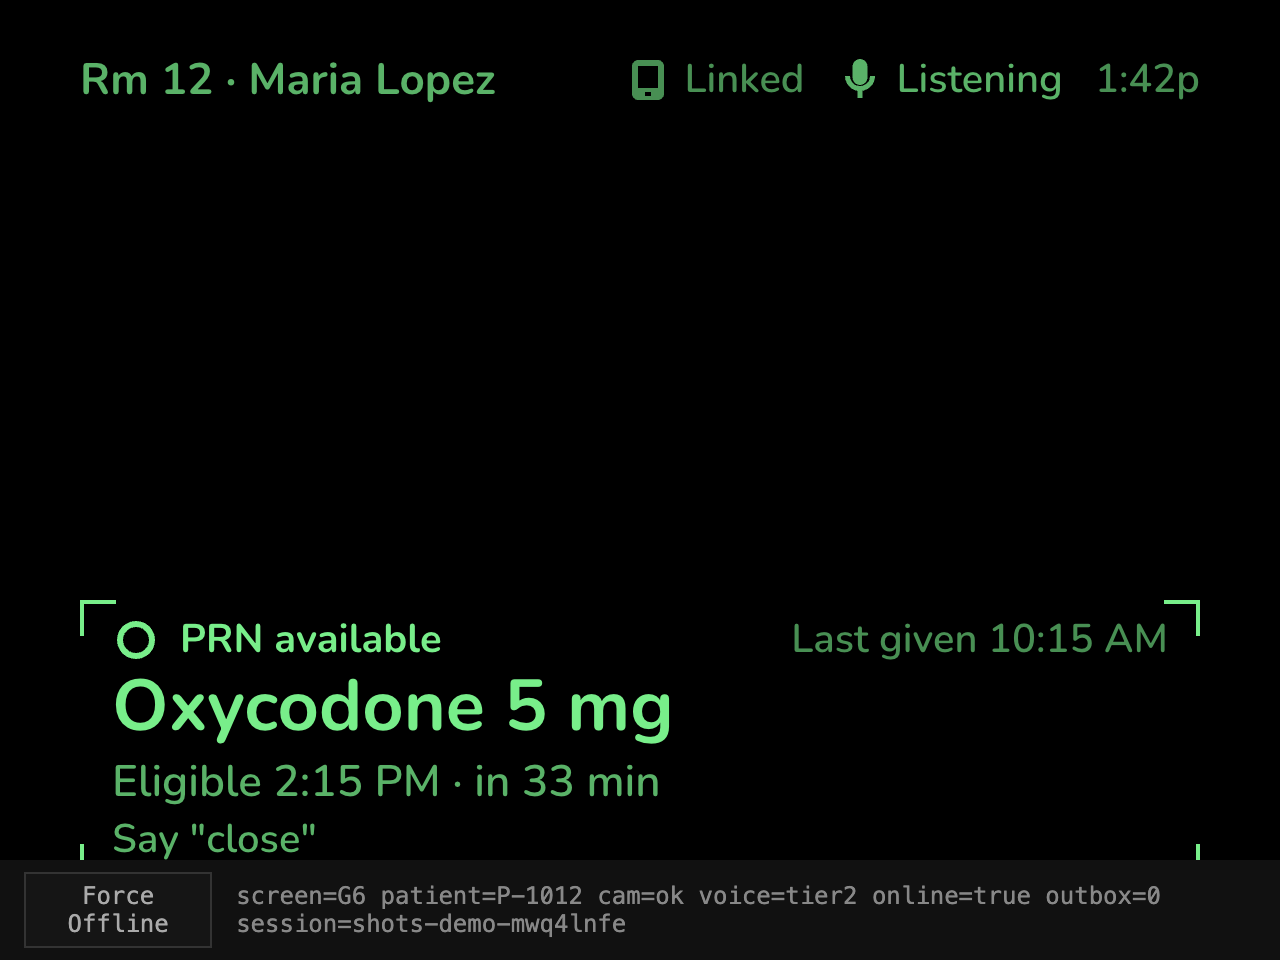 Rm 12 · Maria Lopez Linked Listening 1:42p
PRN available Last given 10:15 AM
Oxycodone 5 mg
Eligible 2:15 PM · in 33 min
Say "close"
Force Offline
screen=G6 patient=P-1012 cam=ok voice=tier2 online=true outbox=0
session=shots-demo-mwq4lnfe